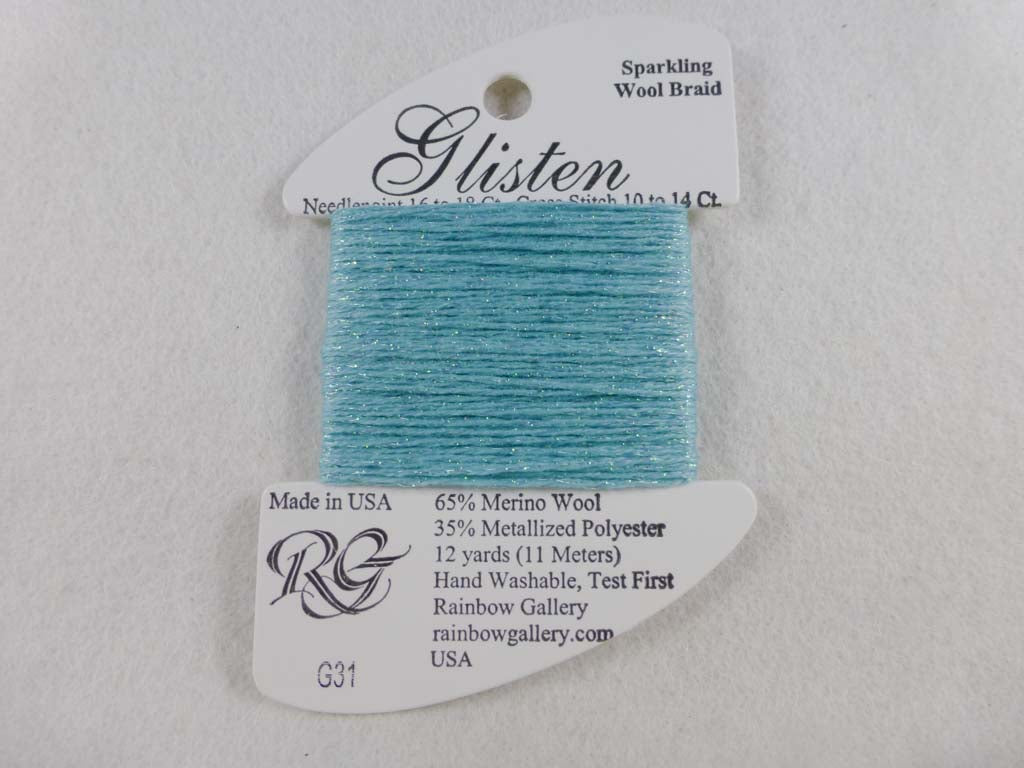 Sparkling
Wool Braid
Glisten
Needlepoint 16 to 18 Ct. Cross Stitch 10 to 14 Ct.
Made in USA
RG
G31
65% Merino Wool
35% Metallized Polyester
12 yards (11 Meters)
Hand Washable, Test First
Rainbow Gallery
rainbowgallery.com
USA